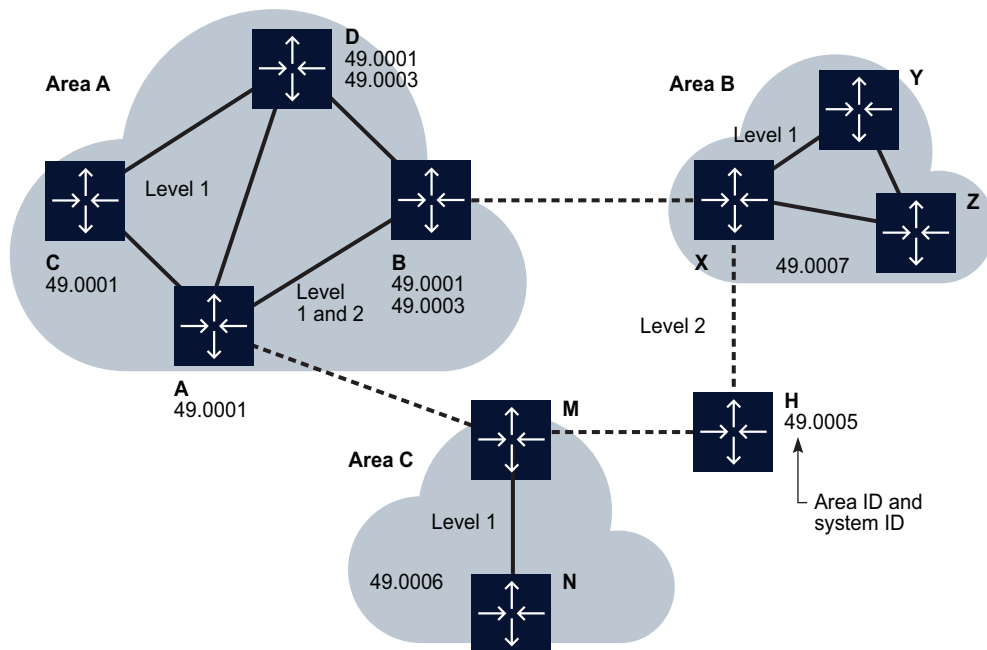 Area A
D
49.0001
49.0003
Level 1
C
49.0001
B
49.0001
49.0003
Level
1 and 2
A
49.0001
Area B
Y
Level 1
Z
X
49.0007
Level 2
H
49.0005
Area ID and
system ID
M
Area C
Level 1
49.0006
N